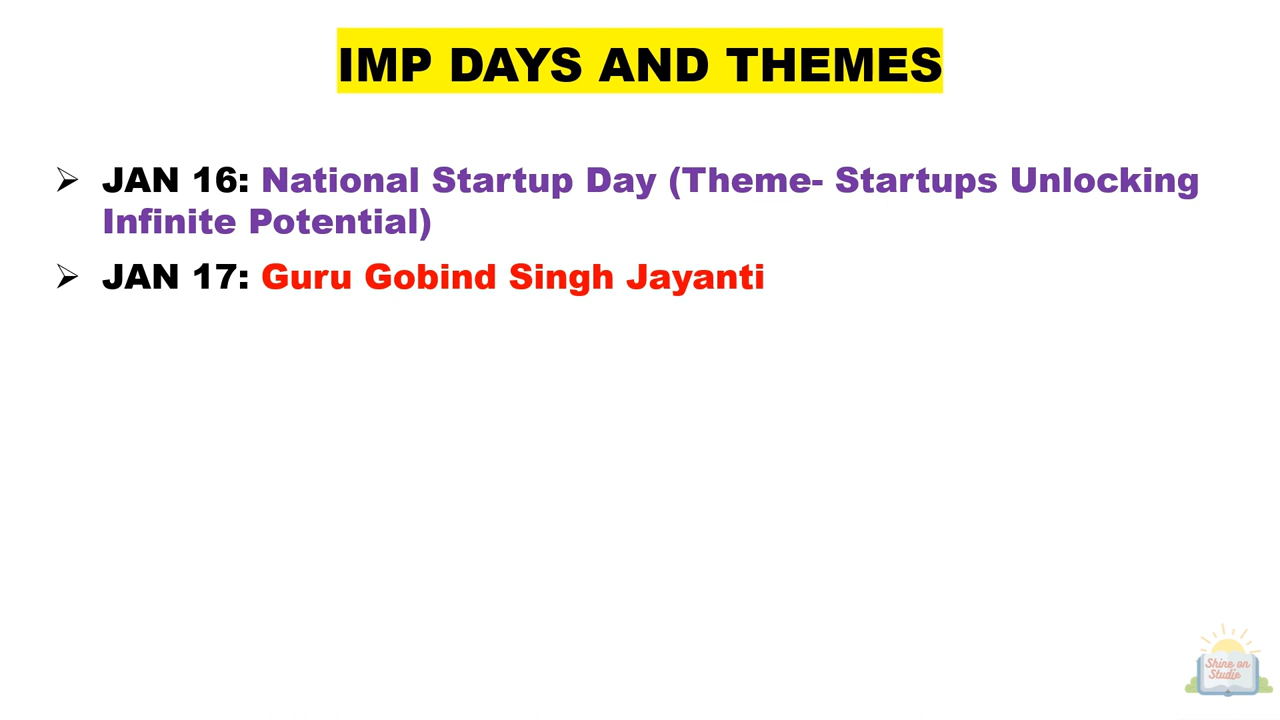 IMP DAYS AND THEMES
➢ JAN 16: National Startup Day (Theme- Startups Unlocking
Infinite Potential)
➢ JAN 17: Guru Gobind Singh Jayanti
Shine on
Studio